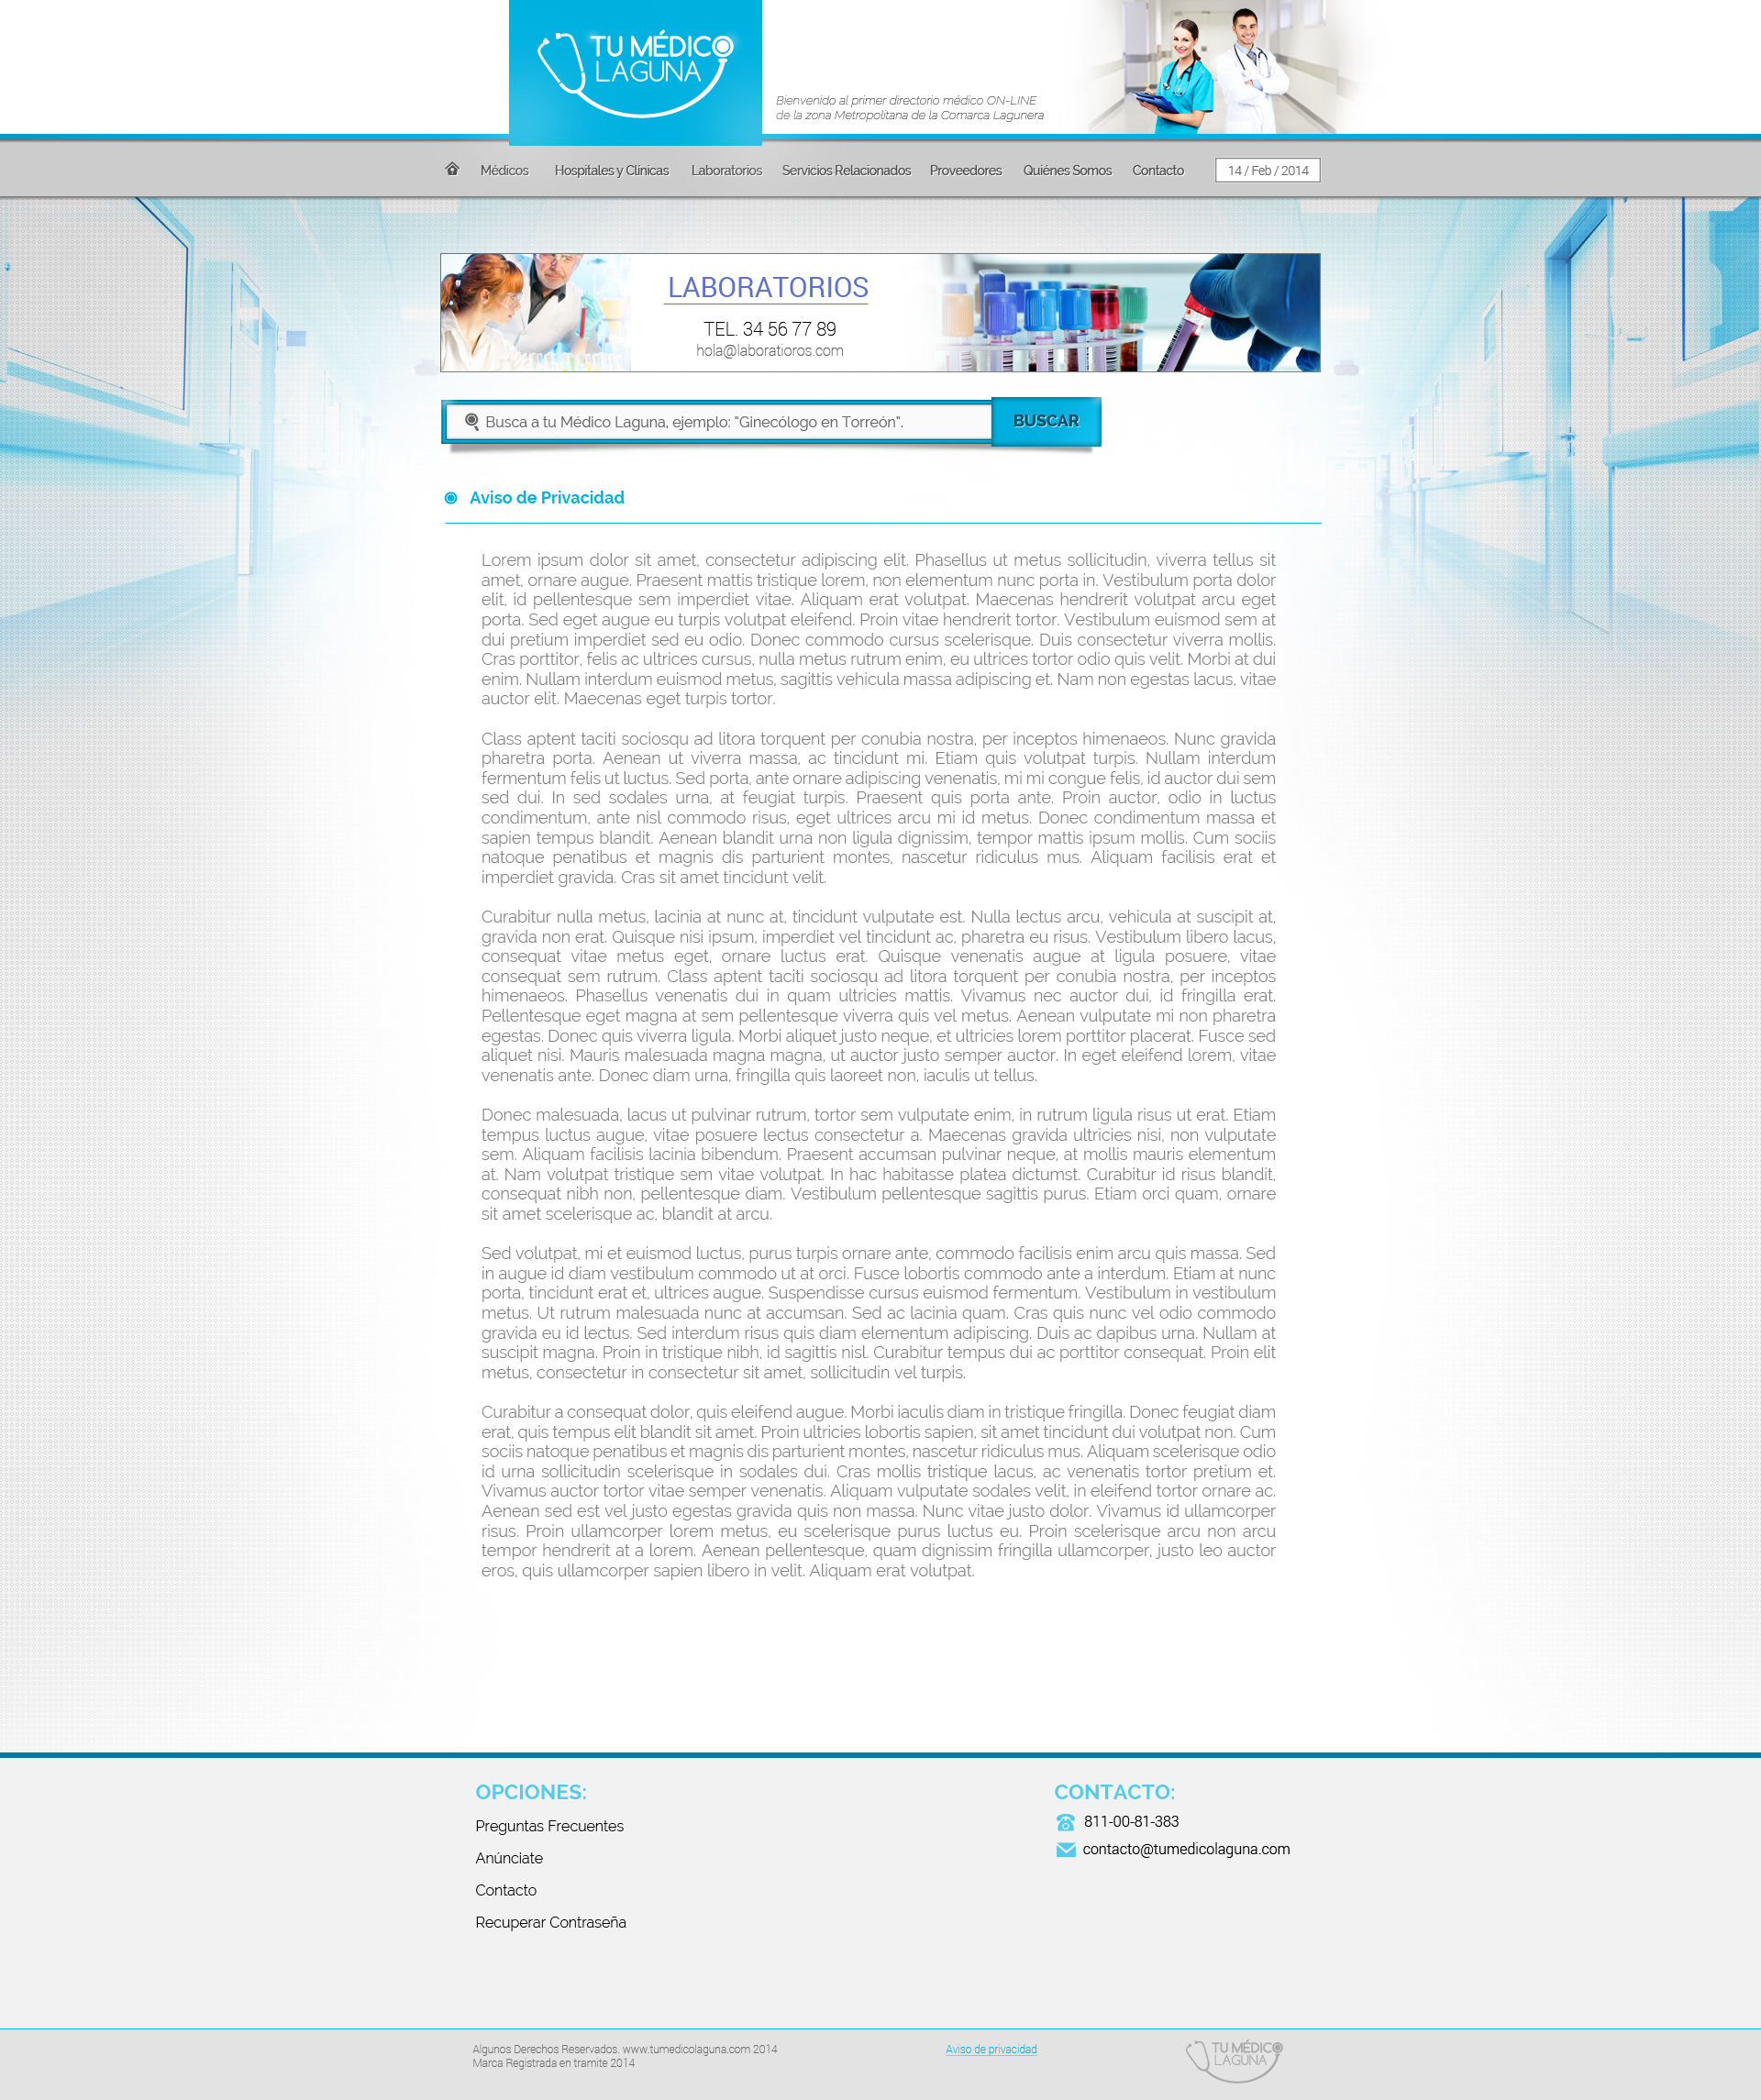 TU MÉDICO
LAGUNA
Bienvenido al primer directorio médico ON-LINE
de la zona Metropolitana de la Comarca Lagunera
Médicos Hospitales y Clínicas Laboratorios Servicios Relacionados Proveedores Quiénes Somos Contacto 14 / Feb / 2014
LABORATORIOS
TEL. 34 56 77 89
hola@laboratioros.com
Busca a tu Médico Laguna, ejemplo: “Ginecólogo en Torreón”. BUSCAR
Aviso de Privacidad
Lorem ipsum dolor sit amet, consectetur adipiscing elit. Phasellus ut metus sollicitudin, viverra tellus sit
amet, ornare augue. Praesent mattis tristique lorem, non elementum nunc porta in. Vestibulum porta dolor
elit, id pellentesque sem imperdiet vitae. Aliquam erat volutpat. Maecenas hendrerit volutpat arcu eget
porta. Sed eget augue eu turpis volutpat eleifend. Proin vitae hendrerit tortor. Vestibulum euismod sem at
dui pretium imperdiet sed eu odio. Donec commodo cursus scelerisque. Duis consectetur viverra mollis.
Cras porttitor, felis ac ultrices cursus, nulla metus rutrum enim, eu ultrices tortor odio quis velit. Morbi at dui
enim. Nullam interdum euismod metus, sagittis vehicula massa adipiscing et. Nam non egestas lacus, vitae
auctor elit. Maecenas eget turpis tortor.
Class aptent taciti sociosqu ad litora torquent per conubia nostra, per inceptos himenaeos. Nunc gravida
pharetra porta. Aenean ut viverra massa, ac tincidunt mi. Etiam quis volutpat turpis. Nullam interdum
fermentum felis ut luctus. Sed porta, ante ornare adipiscing venenatis, mi mi congue felis, id auctor dui sem
sed dui. In sed sodales urna, at feugiat turpis. Praesent quis porta ante. Proin auctor, odio in luctus
condimentum, ante nisl commodo risus, eget ultrices arcu mi id metus. Donec condimentum massa et
sapien tempus blandit. Aenean blandit urna non ligula dignissim, tempor mattis ipsum mollis. Cum sociis
natoque penatibus et magnis dis parturient montes, nascetur ridiculus mus. Aliquam facilisis erat et
imperdiet gravida. Cras sit amet tincidunt velit.
Curabitur nulla metus, lacinia at nunc at, tincidunt vulputate est. Nulla lectus arcu, vehicula at suscipit at,
gravida non erat. Quisque nisi ipsum, imperdiet vel tincidunt ac, pharetra eu risus. Vestibulum libero lacus,
consequat vitae metus eget, ornare luctus erat. Quisque venenatis augue at ligula posuere, vitae
consequat sem rutrum. Class aptent taciti sociosqu ad litora torquent per conubia nostra, per inceptos
himenaeos. Phasellus venenatis dui in quam ultricies mattis. Vivamus nec auctor dui, id fringilla erat.
Pellentesque eget magna at sem pellentesque viverra quis vel metus. Aenean vulputate mi non pharetra
egestas. Donec quis viverra ligula. Morbi aliquet justo neque, et ultricies lorem porttitor placerat. Fusce sed
aliquet nisi. Mauris malesuada magna magna, ut auctor justo semper auctor. In eget eleifend lorem, vitae
venenatis ante. Donec diam urna, fringilla quis laoreet non, iaculis ut tellus.
Donec malesuada, lacus ut pulvinar rutrum, tortor sem vulputate enim, in rutrum ligula risus ut erat. Etiam
tempus luctus augue, vitae posuere lectus consectetur a. Maecenas gravida ultricies nisi, non vulputate
sem. Aliquam facilisis lacinia bibendum. Praesent accumsan pulvinar neque, at mollis mauris elementum
at. Nam volutpat tristique sem vitae volutpat. In hac habitasse platea dictumst. Curabitur id risus blandit,
consequat nibh non, pellentesque diam. Vestibulum pellentesque sagittis purus. Etiam orci quam, ornare
sit amet scelerisque ac, blandit at arcu.
Sed volutpat, mi et euismod luctus, purus turpis ornare ante, commodo facilisis enim arcu quis massa. Sed
in augue id diam vestibulum commodo ut at orci. Fusce lobortis commodo ante a interdum. Etiam at nunc
porta, tincidunt erat et, ultrices augue. Suspendisse cursus euismod fermentum. Vestibulum in vestibulum
metus. Ut rutrum malesuada nunc at accumsan. Sed ac lacinia quam. Cras quis nunc vel odio commodo
gravida eu id lectus. Sed interdum risus quis diam elementum adipiscing. Duis ac dapibus urna. Nullam at
suscipit magna. Proin in tristique nibh, id sagittis nisl. Curabitur tempus dui ac porttitor consequat. Proin elit
metus, consectetur in consectetur sit amet, sollicitudin vel turpis.
Curabitur a consequat dolor, quis eleifend augue. Morbi iaculis diam in tristique fringilla. Donec feugiat diam
erat, quis tempus elit blandit sit amet. Proin ultricies lobortis sapien, sit amet tincidunt dui volutpat non. Cum
sociis natoque penatibus et magnis dis parturient montes, nascetur ridiculus mus. Aliquam scelerisque odio
id urna sollicitudin scelerisque in sodales dui. Cras mollis tristique lacus, ac venenatis tortor pretium et.
Vivamus auctor tortor vitae semper venenatis. Aliquam vulputate sodales velit, in eleifend tortor ornare ac.
Aenean sed est vel justo egestas gravida quis non massa. Nunc vitae justo dolor. Vivamus id ullamcorper
risus. Proin ullamcorper lorem metus, eu scelerisque purus luctus eu. Proin scelerisque arcu non arcu
tempor hendrerit at a lorem. Aenean pellentesque, quam dignissim fringilla ullamcorper, justo leo auctor
eros, quis ullamcorper sapien libero in velit. Aliquam erat volutpat.
OPCIONES:
Preguntas Frecuentes
Anúnciate
Contacto
Recuperar Contraseña
CONTACTO:
811-00-81-383
contacto@tumedicolaguna.com
Algunos Derechos Reservados. www.tumedicolaguna.com 2014
Marca Registrada en tramite 2014
Aviso de privacidad
TU MÉDICO
LAGUNA